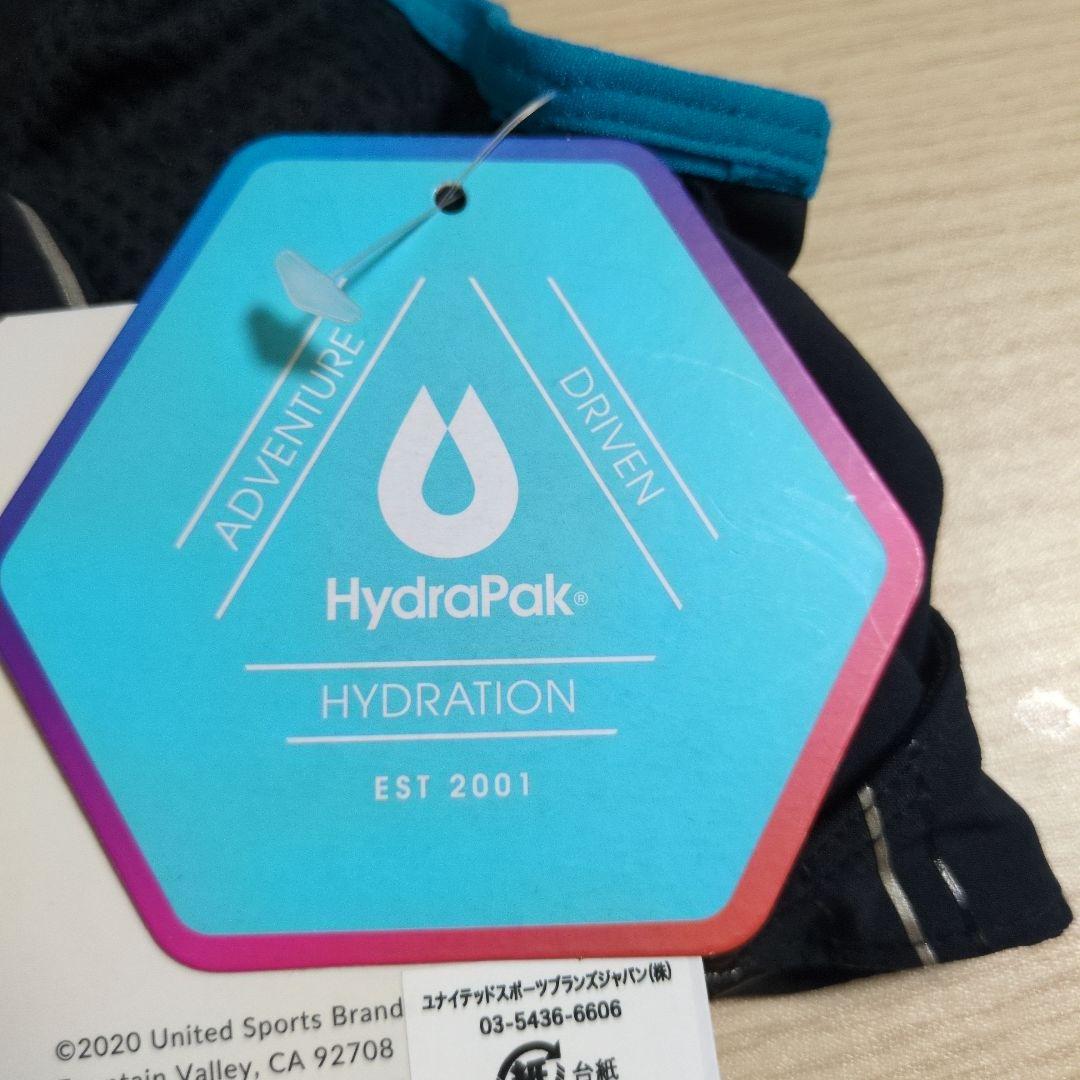 ADVENTURE
DRIVEN
HydraPak®
HYDRATION
EST 2001
©2020 United Sports Brand
Valley, CA 92708
ユナイテッドスポーツブランズジャパン(株)
03-5436-6606
紙 台紙